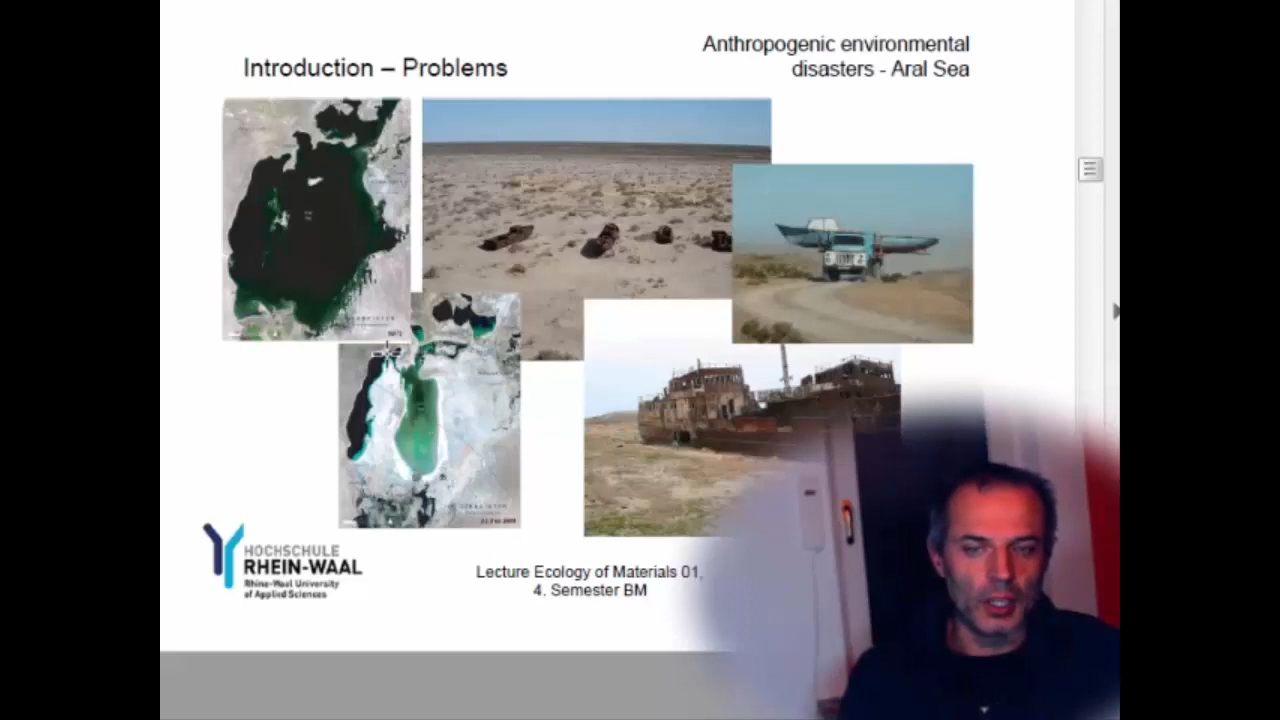 Anthropogenic environmental
disasters - Aral Sea
Introduction – Problems
HOCHSCHULE
RHEIN-WAAL
Rhine-Waal University
of Applied Sciences
Lecture Ecology of Materials 01,
4. Semester BM